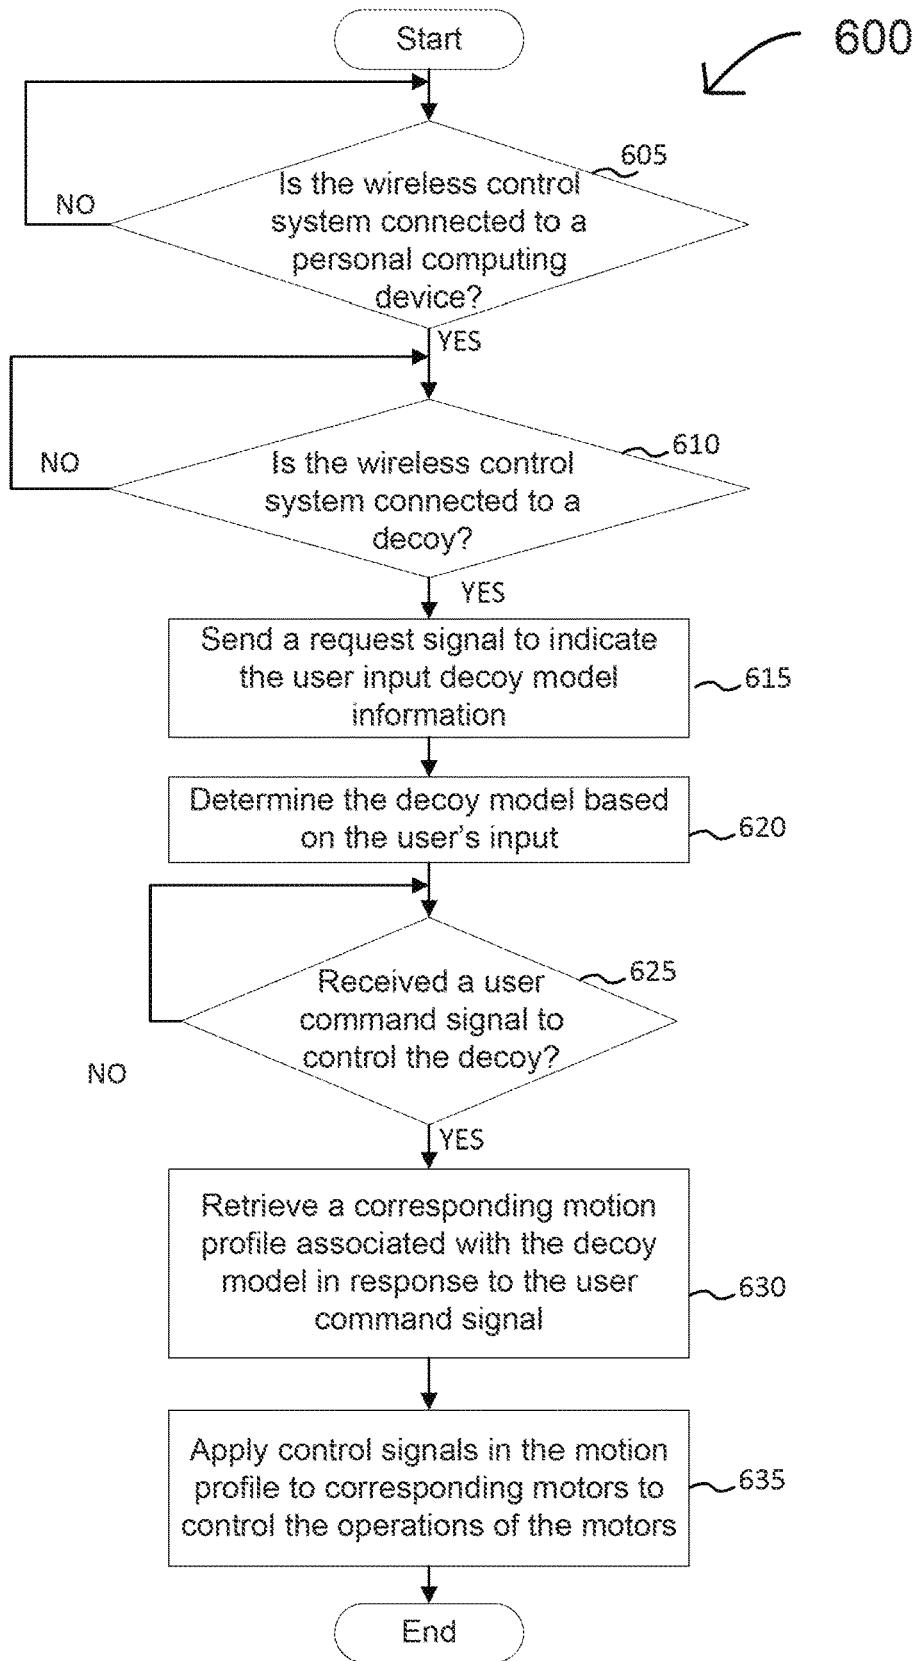 Start
600
605
Is the wireless control
system connected to a
personal computing
device?
NO
YES
610
Is the wireless control
system connected to a
decoy?
NO
YES
Send a request signal to indicate
the user input decoy model
information
615
Determine the decoy model based
on the user's input
620
625
Received a user
command signal to
control the decoy?
NO
YES
Retrieve a corresponding motion
profile associated with the decoy
model in response to the user
command signal
630
Apply control signals in the motion
profile to corresponding motors to
control the operations of the motors
635
End